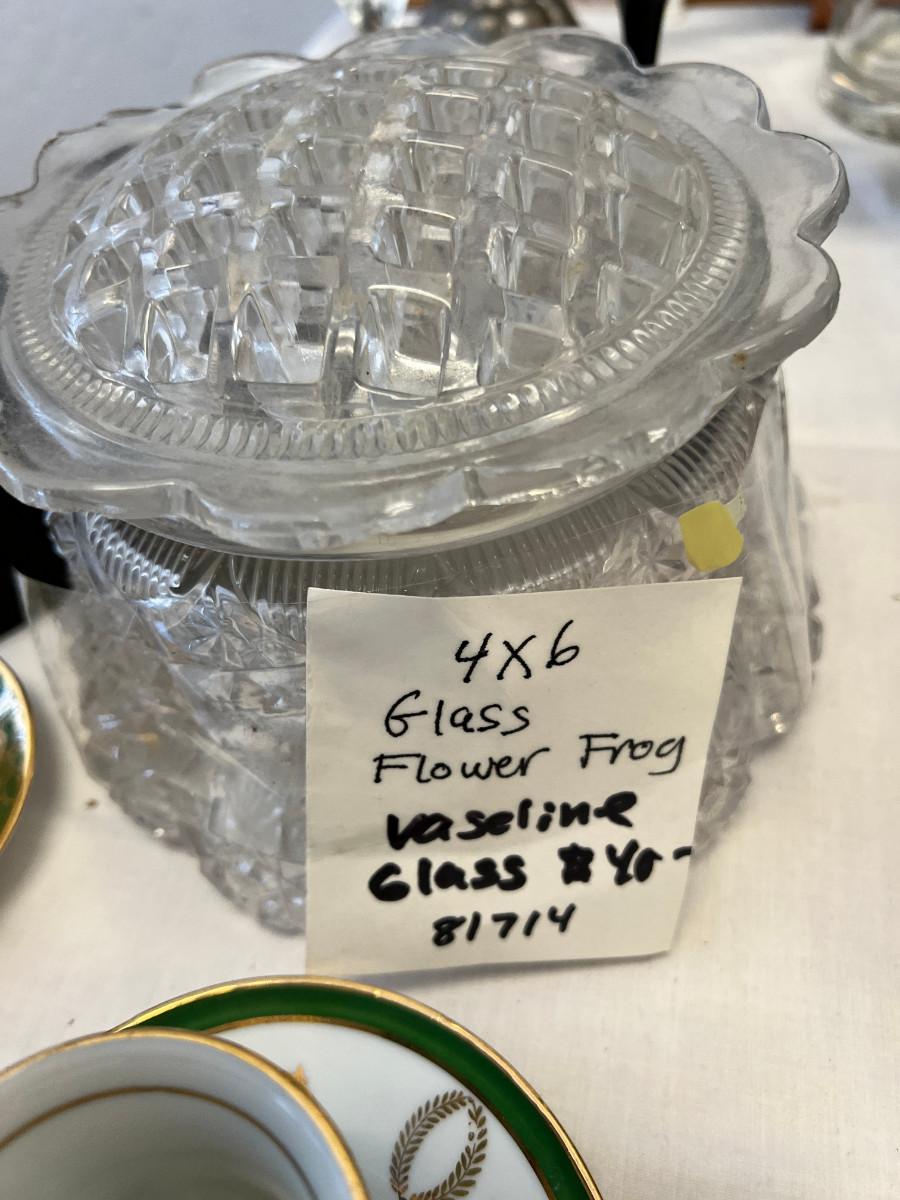 4X6
Glass
Flower Frog
Vaseline
Glass $40-
81714